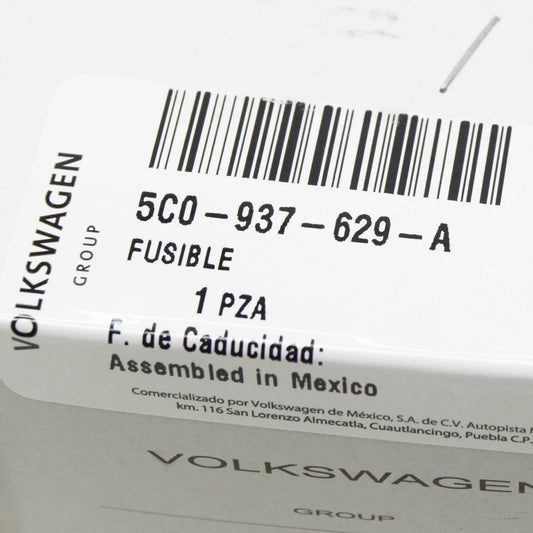 VOLKSWAGEN
GROUP
5C0-937-629-A
FUSIBLE
1 PZA
F. de Caducidad:
Assembled in Mexico
Comercializado por Volkswagen de México, S.A. de C.V. Autopista
km. 116 San Lorenzo Almecatla, Cuautlancingo, Puebla C.P.
VOLKSWAGEN
GROUP